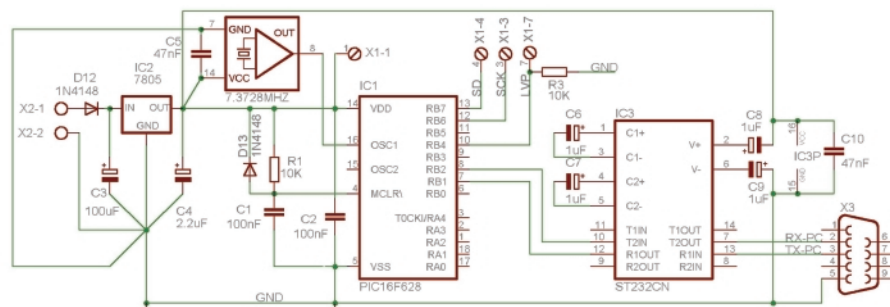 7 GND OUT 8
VCC 14
7.3728MHZ
C5
47nF
D12
1N4148
IC2
7805
IN OUT
GND
X2-1
X2-2
C3
100uF
C4
2.2uF
D13
1N4148
R1
10K
C1
100nF
C2
100nF
1 X1-1
IC1
14 VDD
16 OSC1
15 OSC2
4 MCLR\
5 VSS
RB7 13
RB6 12
RB5 11
RB4 10
RB3 9
RB2 8
RB1 7
RB0 6
T0CKI/RA4 3
RA3 2
RA2 1
RA1 18
RA0 17
PIC16F628
X1-4
4
SD
X1-3
3
SCK
X1-7
7
LVP
R3
10K
GND
IC3
C6
1uF
C7
1uF
1 C1+
3 C1-
4 C2+
5 C2-
11 T1IN
10 T2IN
12 R1OUT
9 R2OUT
V+ 2
V- 6
T1OUT 14
T2OUT 7
R1IN 13
R2IN 8
ST232CN
C8
1uF
C9
1uF
16 VCC
IC3P
15 GND
C10
47nF
X3
RX-PC
TX-PC
1
2
3
4
5
6
7
8
9
GND